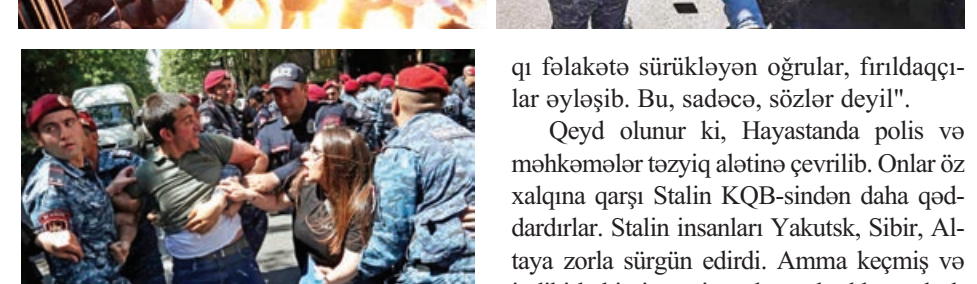 qı fəlakətə sürükləyən oğrular, fırıldaqçı-
lar əyləşib. Bu, sadəcə, sözlər deyil".
Qeyd olunur ki, Hayastanda polis və
məhkəmələr təzyiq alətinə çevrilib. Onlar öz
xalqına qarşı Stalin KQB-sindən daha qəd-
dardırlar. Stalin insanları Yakutsk, Sibir, Al-
taya zorla sürgün edirdi. Amma keçmiş və